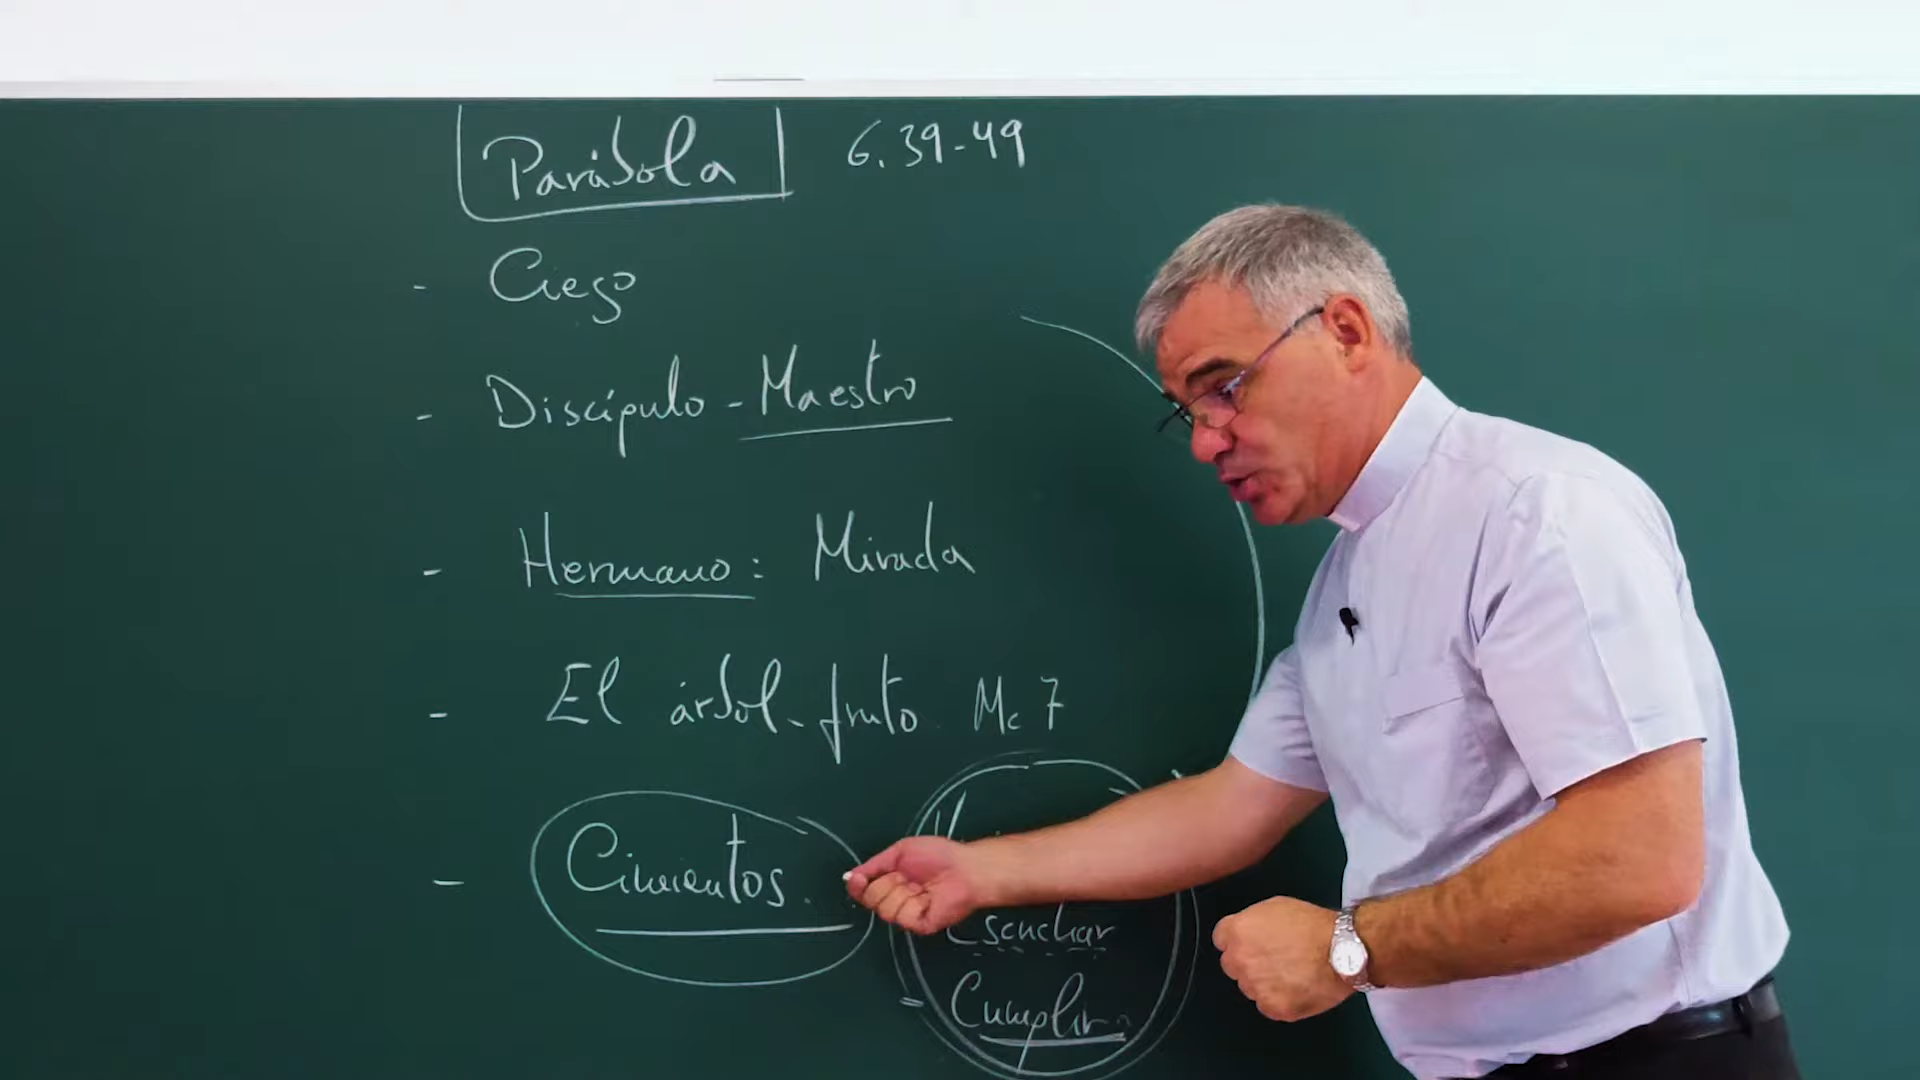 Parábola 6.39-49
- Ciego
- Discípulo - Maestro
- Hermano: Mirada
- El árbol-fruto Mc 7
- Cimientos.
Escuchar
- Cumplir